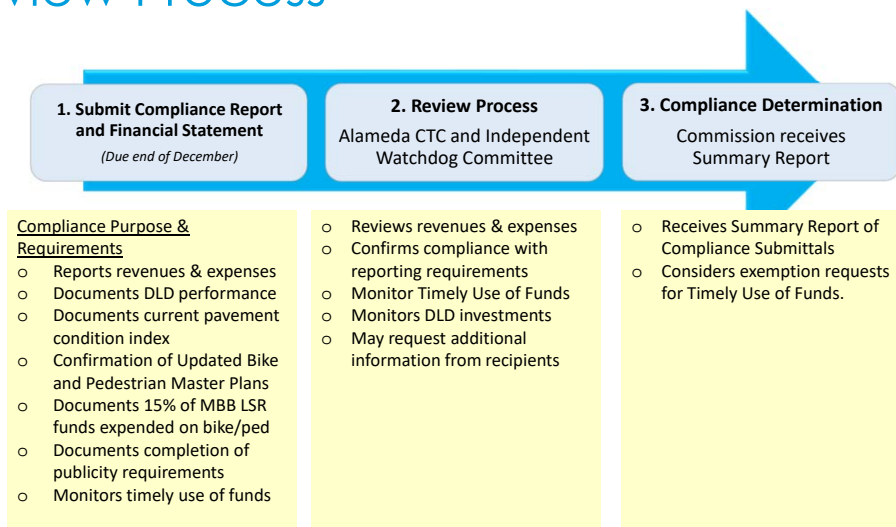 1. Submit Compliance Report
and Financial Statement
(Due end of December)
2. Review Process
Alameda CTC and Independent
Watchdog Committee
3. Compliance Determination
Commission receives
Summary Report
Compliance Purpose &
Requirements
o Reports revenues & expenses
o Documents DLD performance
o Documents current pavement
condition index
o Confirmation of Updated Bike
and Pedestrian Master Plans
o Documents 15% of MBB LSR
funds expended on bike/ped
o Documents completion of
publicity requirements
o Monitors timely use of funds
o Reviews revenues & expenses
o Confirms compliance with
reporting requirements
o Monitor Timely Use of Funds
o Monitors DLD investments
o May request additional
information from recipients
o Receives Summary Report of
Compliance Submittals
o Considers exemption requests
for Timely Use of Funds.